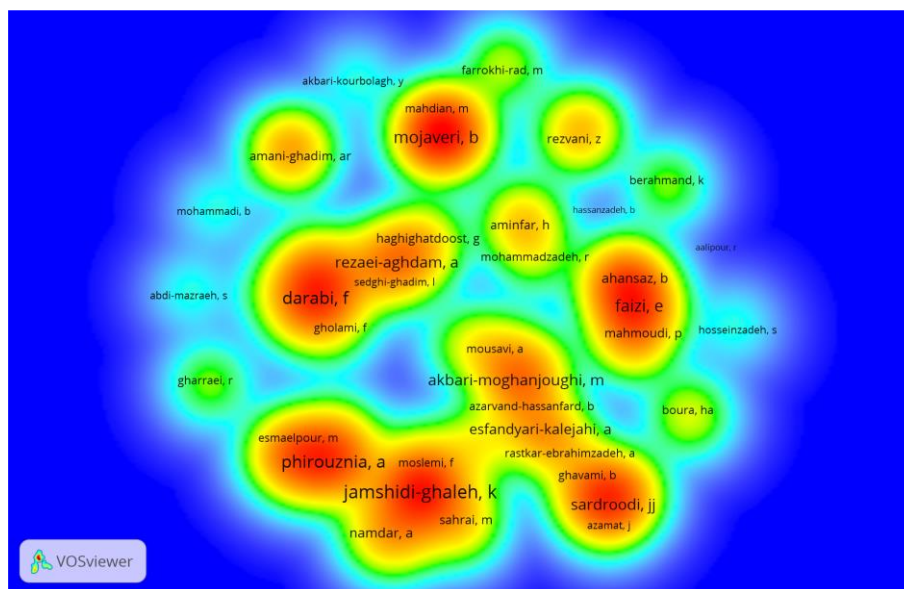 farrokhi-rad, m
akbari-kourbolagh, y
mahdian, m
mojaveri, b
rezvani, z
amani-ghadim, ar
berahmand, k
mohammadi, b
hassanzadeh, b
aminfar, h
haghighatdoost, g
aalipour, r
mohammadzadeh, r
rezaei-aghdam, a
sedghi-ghadim, l
ahansaz, b
abdi-mazraeh, s
darabi, f
faizi, e
gholami, f
mahmoudi, p
hosseinzadeh, s
mousavi, a
gharraei, r
akbari-moghanjoughi, m
azarvand-hassanfard, b
boura, ha
esfandyari-kalejahi, a
esmaelpour, m
rastkar-ebrahimzadeh, a
phirouznia, a
moslemi, f
ghavami, b
jamshidi-ghaleh, k
sardroodi, jj
sahrai, m
azamat, j
namdar, a
VOSviewer